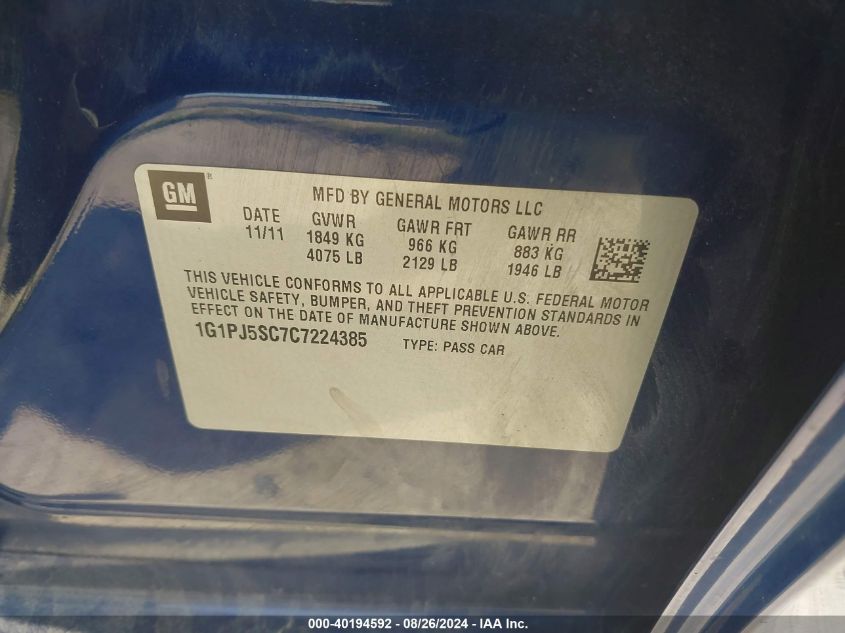 GM ®
MFD BY GENERAL MOTORS LLC
DATE GVWR GAWR FRT GAWR RR
11/11 1849 KG 966 KG 883 KG
4075 LB 2129 LB 1946 LB
THIS VEHICLE CONFORMS TO ALL APPLICABLE U.S. FEDERAL MOTOR
VEHICLE SAFETY, BUMPER, AND THEFT PREVENTION STANDARDS IN
EFFECT ON THE DATE OF MANUFACTURE SHOWN ABOVE.
1G1PJ5SC7C7224385 TYPE: PASS CAR
000-40194592 - 08/26/2024 - IAA Inc.